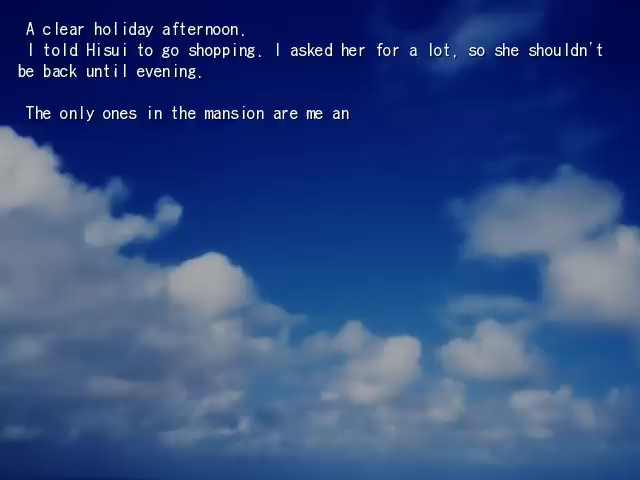 A clear holiday afternoon.
I told Hisui to go shopping. I asked her for a lot, so she shouldn't
be back until evening.
The only ones in the mansion are me an